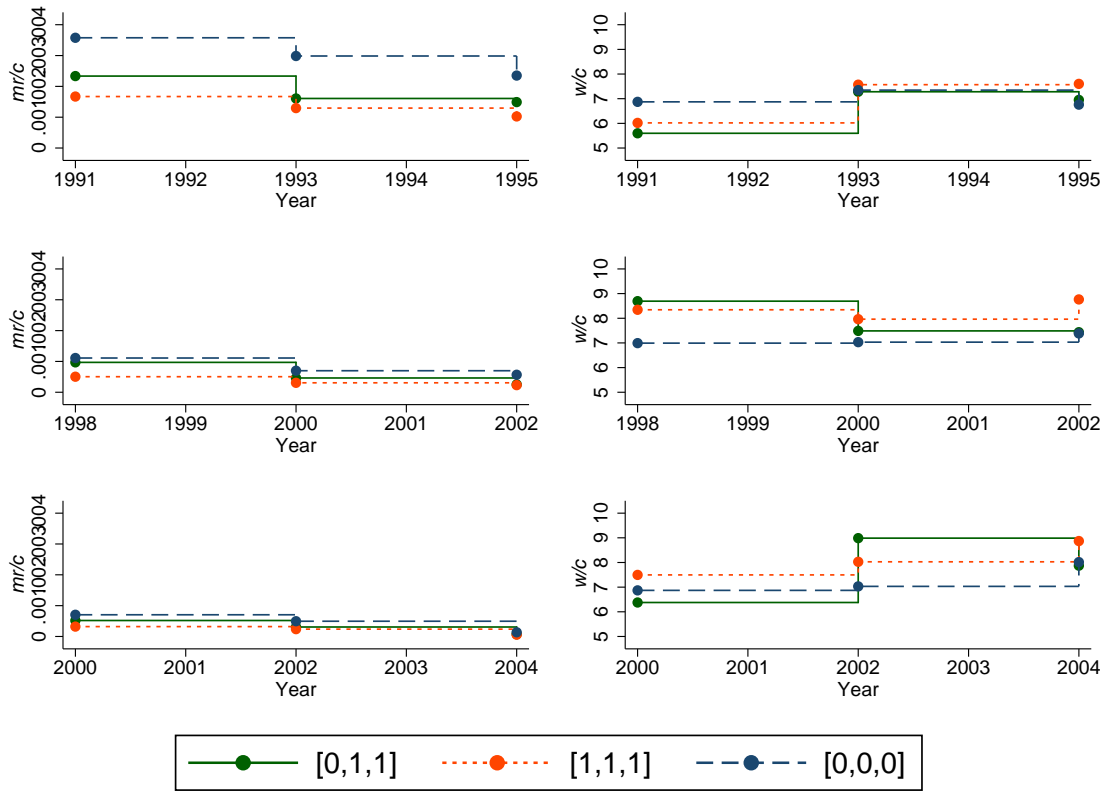 mr/c
0 .001002003004
1991 1992 1993 1994 1995
Year
w/c
5 6 7 8 9 10
1991 1992 1993 1994 1995
Year
mr/c
0 .001002003004
1998 1999 2000 2001 2002
Year
w/c
5 6 7 8 9 10
1998 1999 2000 2001 2002
Year
mr/c
0 .001002003004
2000 2001 2002 2003 2004
Year
w/c
5 6 7 8 9 10
2000 2001 2002 2003 2004
Year
[0,1,1] [1,1,1] [0,0,0]